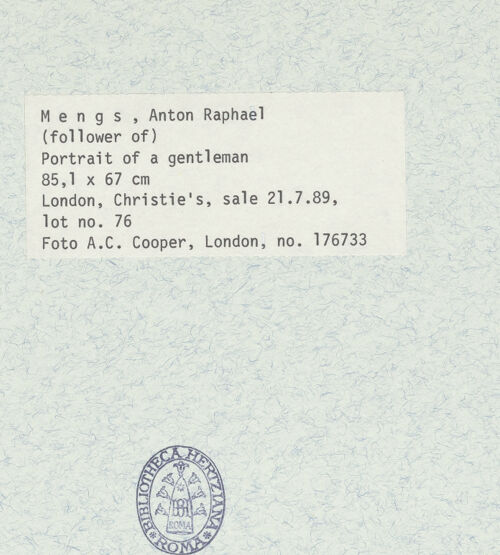 M e n g s , Anton Raphael
(follower of)
Portrait of a gentleman
85,1 x 67 cm
London, Christie's, sale 21.7.89,
lot no. 76
Foto A.C. Cooper, London, no. 176733
BIBLIOTHECA HERTZIANA
ROMA
ROMA